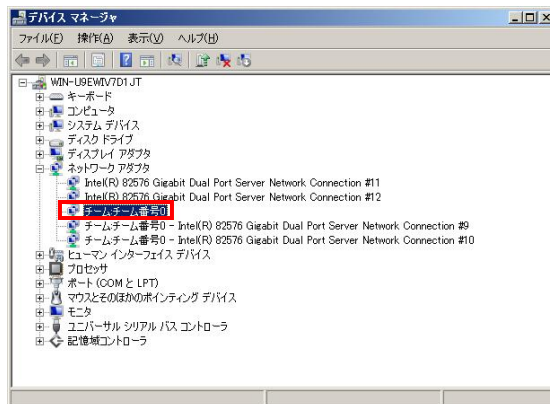 デバイス マネージャ
ファイル(F) 操作(A) 表示(V) ヘルプ(H)
WIN-U9EWIV7D1JT
キーボード
コンピュータ
システム デバイス
ディスク ドライブ
ディスプレイ アダプタ
ネットワーク アダプタ
Intel(R) 82576 Gigabit Dual Port Server Network Connection #11
Intel(R) 82576 Gigabit Dual Port Server Network Connection #12
チーム:チーム番号0
チーム:チーム番号0 - Intel(R) 82576 Gigabit Dual Port Server Network Connection #9
チーム:チーム番号0 - Intel(R) 82576 Gigabit Dual Port Server Network Connection #10
ヒューマン インターフェイス デバイス
プロセッサ
ポート (COM と LPT)
マウスとそのほかのポインティング デバイス
モニタ
ユニバーサル シリアル バス コントローラ
記憶域コントローラ